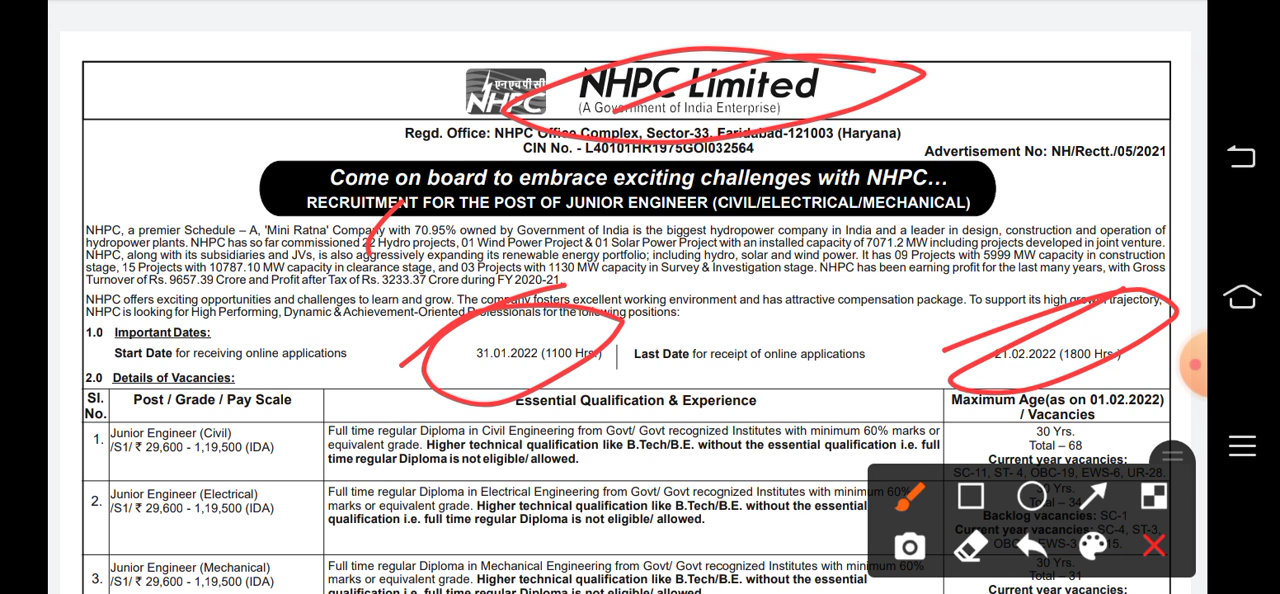 एन एच पी सी
NHPC
NHPC Limited
(A Government of India Enterprise)
Regd. Office: NHPC Office Complex, Sector-33, Faridabad-121003 (Haryana)
CIN No. - L40101HR1975GOI032564
Advertisement No: NH/Rectt./05/2021
Come on board to embrace exciting challenges with NHPC...
RECRUITMENT FOR THE POST OF JUNIOR ENGINEER (CIVIL/ELECTRICAL/MECHANICAL)
NHPC, a premier Schedule – A, 'Mini Ratna' Company with 70.95% owned by Government of India is the biggest hydropower company in India and a leader in design, construction and operation of
hydropower plants. NHPC has so far commissioned 22 Hydro projects, 01 Wind Power Project & 01 Solar Power Project with an installed capacity of 7071.2 MW including projects developed in joint venture.
NHPC, along with its subsidiaries and JVs, is also aggressively expanding its renewable energy portfolio; including hydro, solar and wind power. It has 09 Projects with 5999 MW capacity in construction
stage, 15 Projects with 10787.10 MW capacity in clearance stage, and 03 Projects with 1130 MW capacity in Survey & Investigation stage. NHPC has been earning profit for the last many years, with Gross
Turnover of Rs. 9657.39 Crore and Profit after Tax of Rs. 3233.37 Crore during FY 2020-21.
NHPC offers exciting opportunities and challenges to learn and grow. The company fosters excellent working environment and has attractive compensation package. To support its high growth trajectory,
NHPC is looking for High Performing, Dynamic & Achievement-Oriented Professionals for the following positions:
1.0 Important Dates:
Start Date for receiving online applications 31.01.2022 (1100 Hrs.) Last Date for receipt of online applications 21.02.2022 (1800 Hrs.)
2.0 Details of Vacancies:
Sl. No. Post / Grade / Pay Scale Essential Qualification & Experience Maximum Age(as on 01.02.2022) / Vacancies
1. Junior Engineer (Civil)
/S1/ ₹ 29,600 - 1,19,500 (IDA)
Full time regular Diploma in Civil Engineering from Govt/ Govt recognized Institutes with minimum 60% marks or
equivalent grade. Higher technical qualification like B.Tech/B.E. without the essential qualification i.e. full
time regular Diploma is not eligible/ allowed.
30 Yrs.
Total – 68
Current year vacancies:
SC-11, ST- 4, OBC-19, EWS-6, UR-28.
2. Junior Engineer (Electrical)
/S1/ ₹ 29,600 - 1,19,500 (IDA)
Full time regular Diploma in Electrical Engineering from Govt/ Govt recognized Institutes with minimum 60%
marks or equivalent grade. Higher technical qualification like B.Tech/B.E. without the essential
qualification i.e. full time regular Diploma is not eligible/ allowed.
Yrs.
Total – 34
Backlog vacancies: SC-1
Current year vacancies: SC-4, ST-3,
3. Junior Engineer (Mechanical)
/S1/ ₹ 29,600 - 1,19,500 (IDA)
Full time regular Diploma in Mechanical Engineering from Govt/ Govt recognized Institutes with minimum 60%
marks or equivalent grade. Higher technical qualification like B.Tech/B.E. without the essential
qualification i.e. full time regular Diploma is not eligible/ allowed.
30 Yrs.
Total – 31
Current year vacancies: